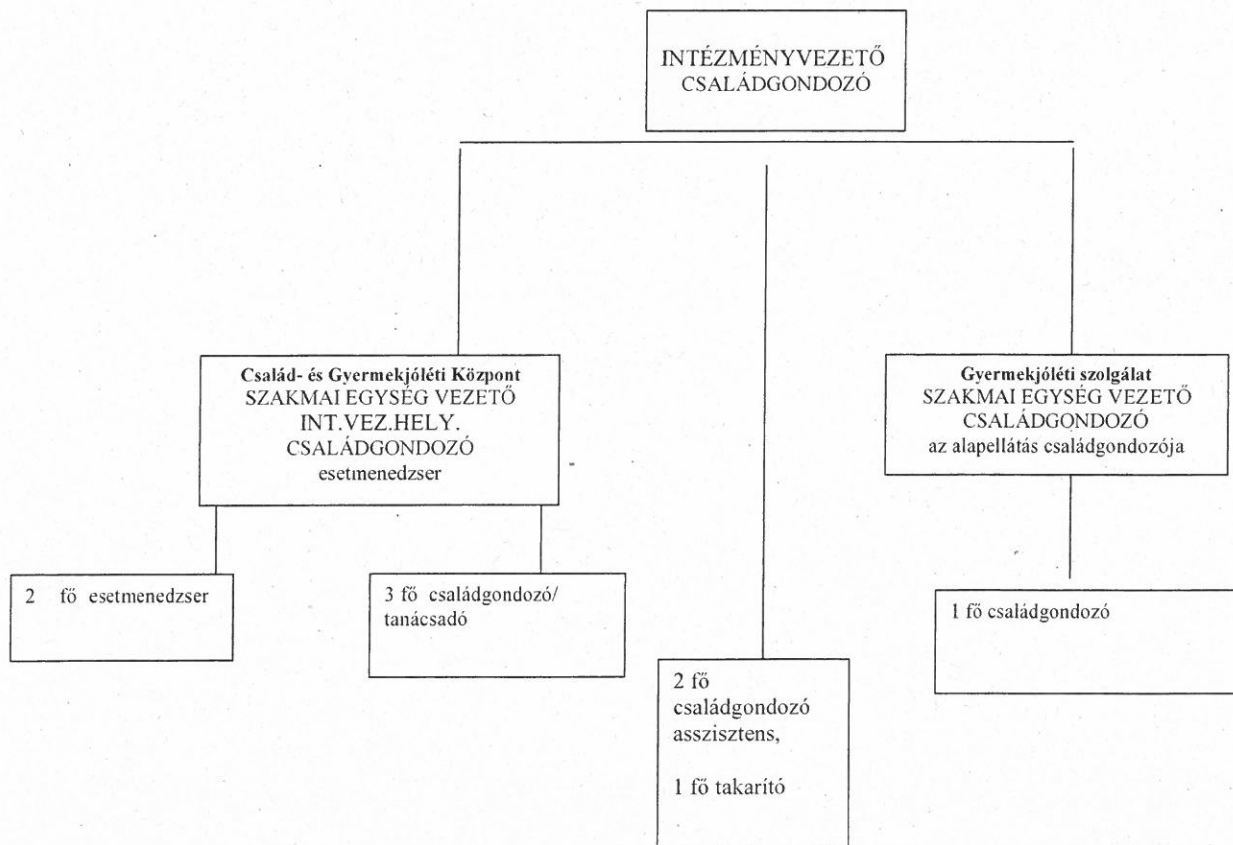 INTÉZMÉNYVEZETŐ
CSALÁDGONDOZÓ
Család- és Gyermekjóléti Központ
SZAKMAI EGYSÉG VEZETŐ
INT.VEZ.HELY.
CSALÁDGONDOZÓ
esetmenedzser
Gyermekjóléti szolgálat
SZAKMAI EGYSÉG VEZETŐ
CSALÁDGONDOZÓ
az alapellátás családgondozója
2 fő esetmenedzser
3 fő családgondozó/
tanácsadó
2 fő
családgondozó
asszisztens,
1 fő takarító
1 fő családgondozó